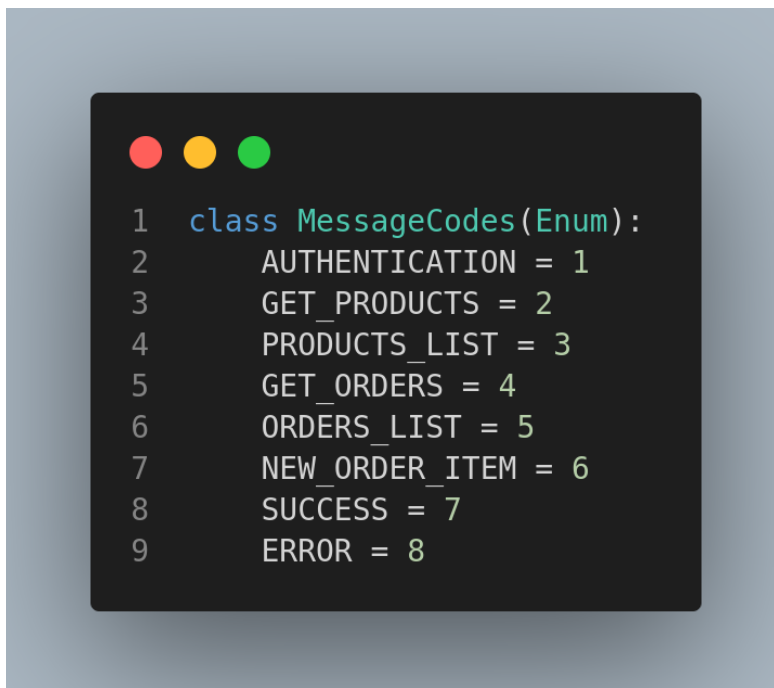 1 class MessageCodes(Enum):
2     AUTHENTICATION = 1
3     GET_PRODUCTS = 2
4     PRODUCTS_LIST = 3
5     GET_ORDERS = 4
6     ORDERS_LIST = 5
7     NEW_ORDER_ITEM = 6
8     SUCCESS = 7
9     ERROR = 8